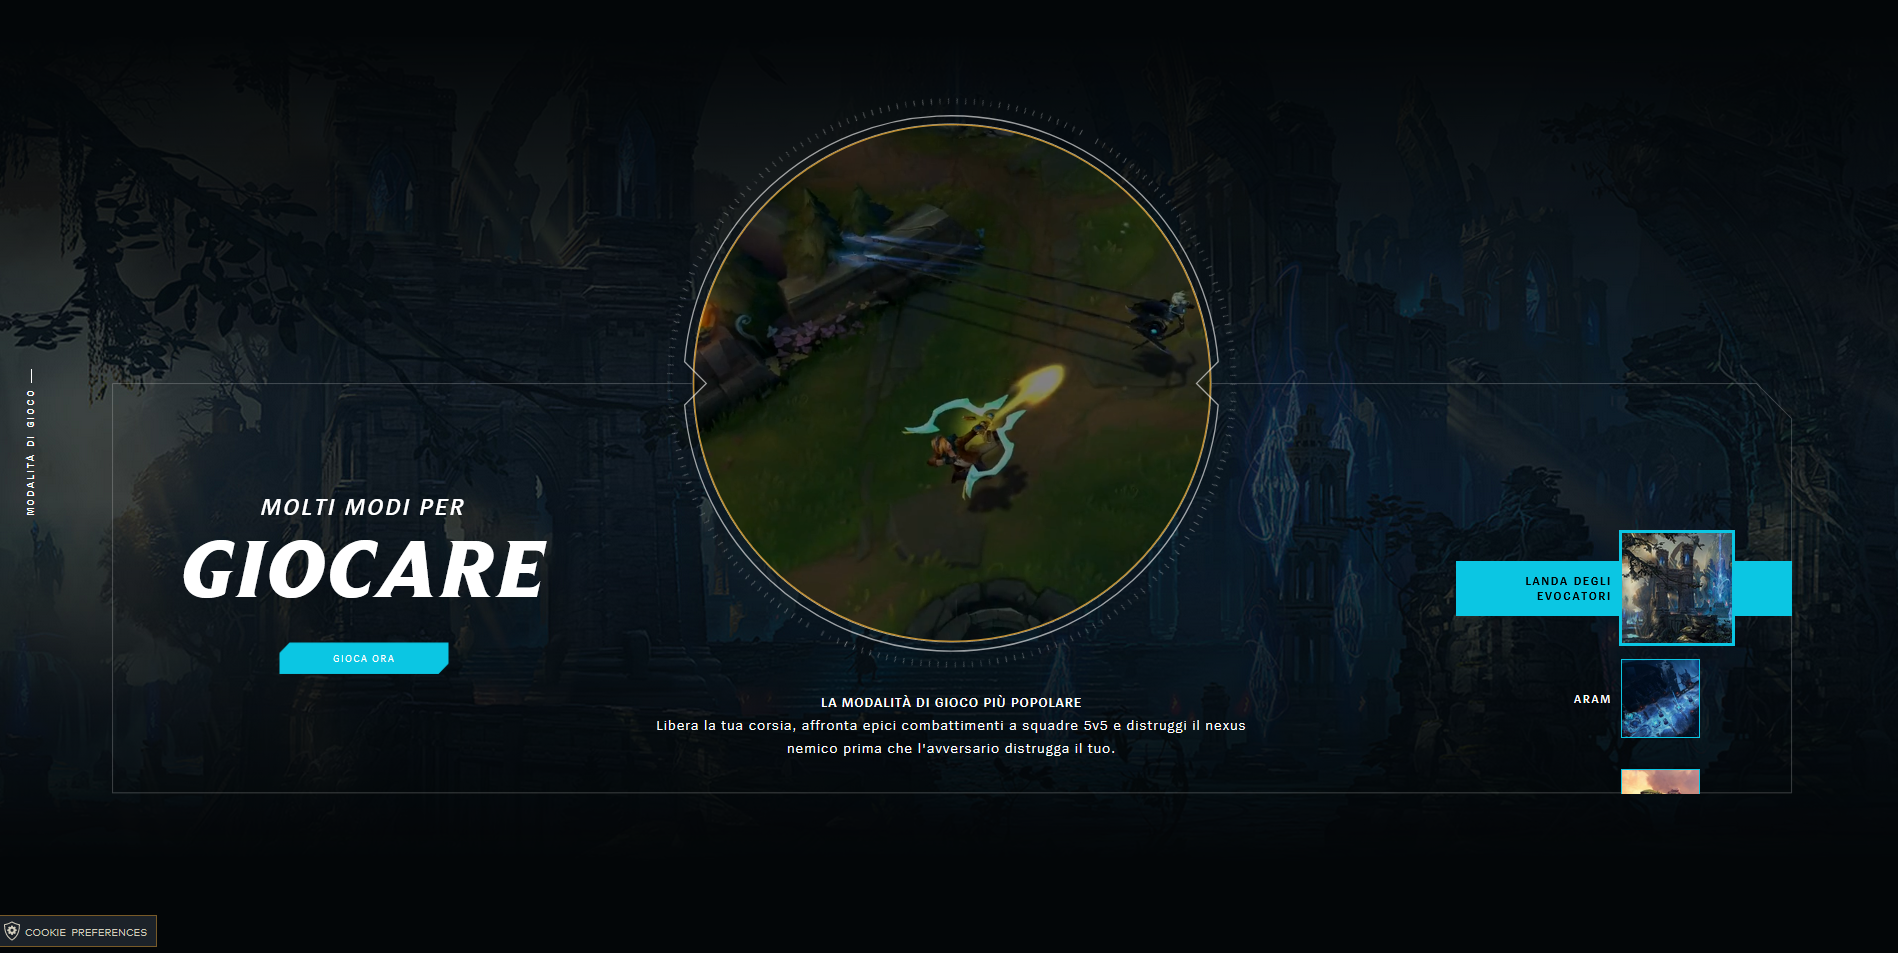 MODALITÀ DI GIOCO
MOLTI MODI PER
GIOCARE
GIOCA ORA
LA MODALITÀ DI GIOCO PIÙ POPOLARE
Libera la tua corsia, affronta epici combattimenti a squadre 5v5 e distruggi il nexus
nemico prima che l'avversario distrugga il tuo.
LANDA DEGLI
EVOCATORI
ARAM
COOKIE PREFERENCES